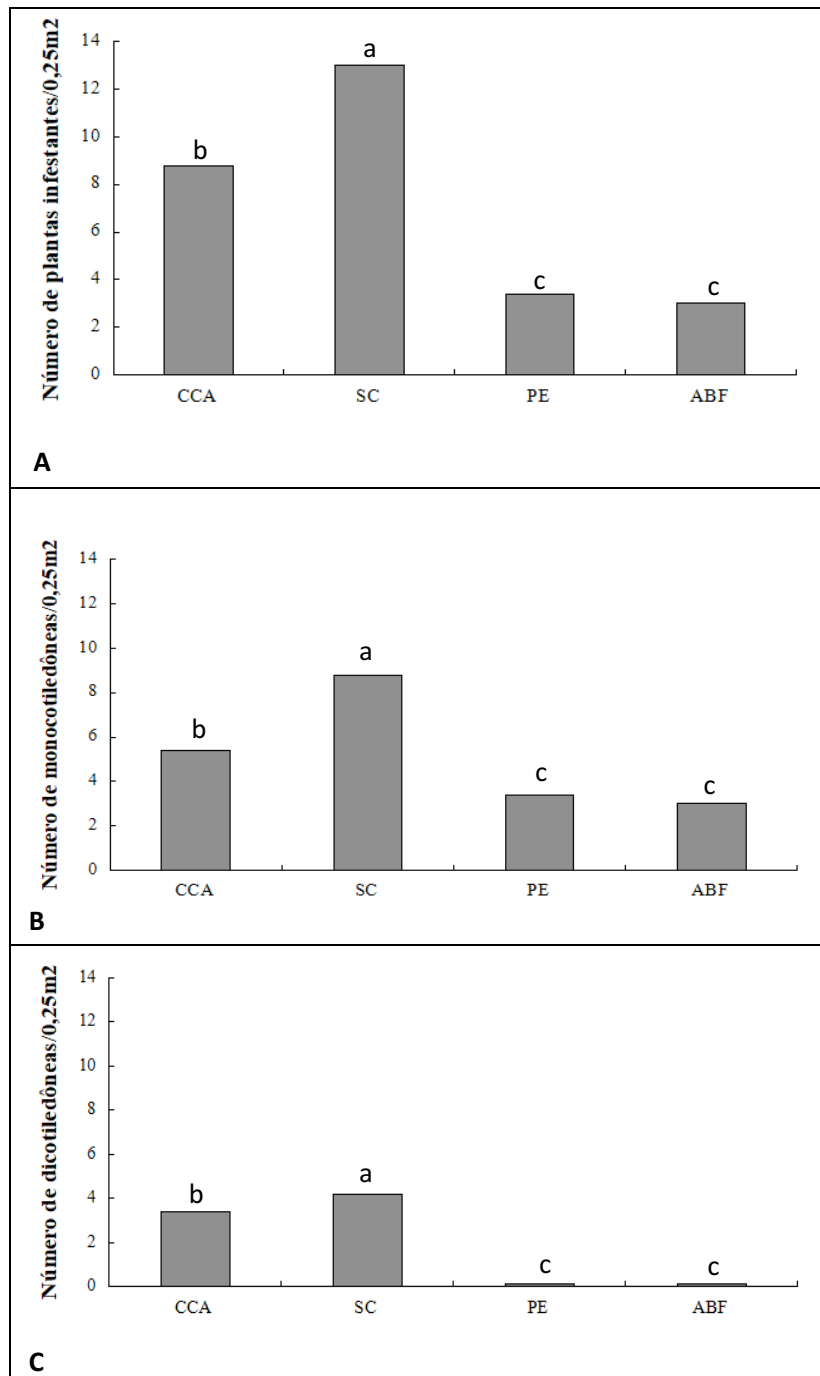 Número de plantas infestantes/0,25m2
14
12
10
8
6
4
2
0
b
a
c
c
CCA SC PE ABF
A
Número de monocotiledôneas/0,25m2
14
12
10
8
6
4
2
0
b
a
c
c
CCA SC PE ABF
B
Número de dicotiledôneas/0,25m2
14
12
10
8
6
4
2
0
b
a
c
c
CCA SC PE ABF
C